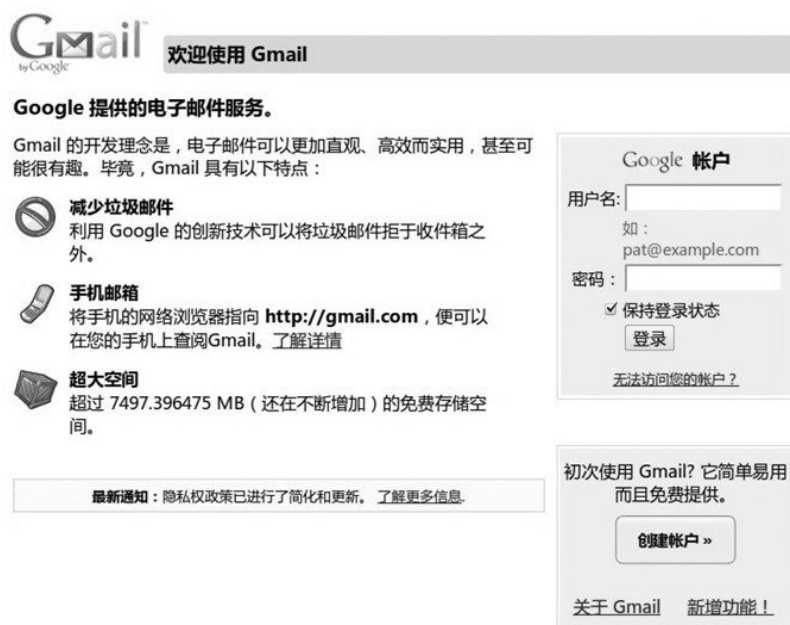 Gmail
by Google
欢迎使用 Gmail
Google 提供的电子邮件服务。
Gmail 的开发理念是，电子邮件可以更加直观、高效而实用，甚至可
能很有趣。毕竟，Gmail 具有以下特点：
减少垃圾邮件
利用 Google 的创新技术可以将垃圾邮件拒于收件箱之
外。
手机邮箱
将手机的网络浏览器指向 http://gmail.com，便可以
在您的手机上查阅Gmail。了解详情
超大空间
超过 7497.396475 MB（还在不断增加）的免费存储空
间。
最新通知：隐私权政策已进行了简化和更新。 了解更多信息.
Google 帐户
用户名:
如：
pat@example.com
密码：
保持登录状态
登录
无法访问您的帐户？
初次使用 Gmail? 它简单易用
而且免费提供。
创建帐户 »
关于 Gmail 新增功能！